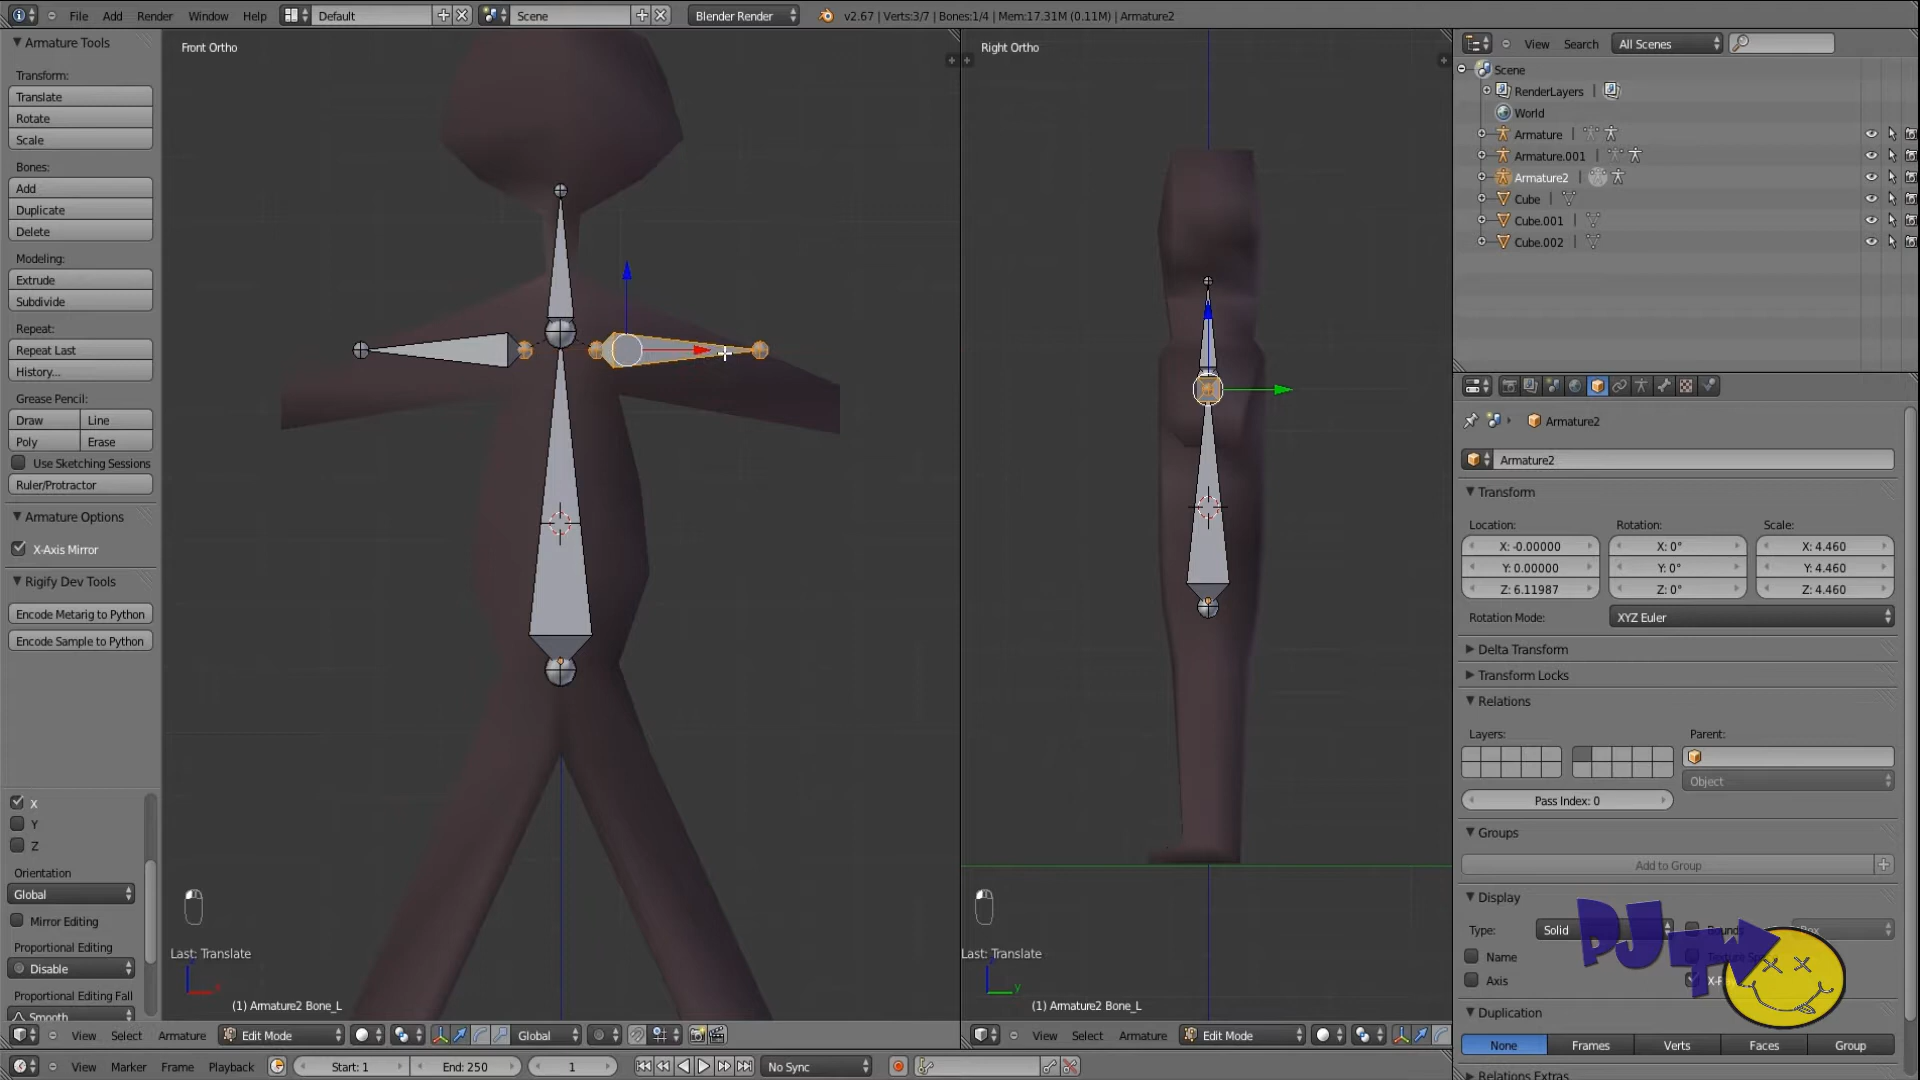 File Add Render Window Help Default Scene Blender Render v2.67 | Verts:3/7 | Bones:1/4 | Mem:17.31M (0.11M) | Armature2
Armature Tools
Transform:
Translate
Rotate
Scale
Bones:
Add
Duplicate
Delete
Modeling:
Extrude
Subdivide
Repeat:
Repeat Last
History...
Grease Pencil:
Draw Line
Poly Erase
Use Sketching Sessions
Ruler/Protractor
Armature Options
X-Axis Mirror
Rigify Dev Tools
Encode Metarig to Python
Encode Sample to Python
X
Y
Z
Orientation
Global
Mirror Editing
Proportional Editing
Disable
Proportional Editing Fall
Smooth
Front Ortho
Last: Translate
x
(1) Armature2 Bone_L
View Select Armature Edit Mode Global
Right Ortho
Last: Translate
y
(1) Armature2 Bone_L
View Select Armature Edit Mode
View Marker Frame Playback Start: 1 End: 250 1 No Sync
View Search All Scenes
Scene
RenderLayers
World
Armature
Armature.001
Armature2
Cube
Cube.001
Cube.002
Armature2
Armature2
Transform
Location: Rotation: Scale:
X: -0.00000 X: 0° X: 4.460
Y: 0.00000 Y: 0° Y: 4.460
Z: 6.11987 Z: 0° Z: 4.460
Rotation Mode: XYZ Euler
Delta Transform
Transform Locks
Relations
Layers: Parent:
Object
Pass Index: 0
Groups
Add to Group
Display
Type: Solid
Name
Axis
PJTW
Duplication
None Frames Verts Faces Group
Relations Extras